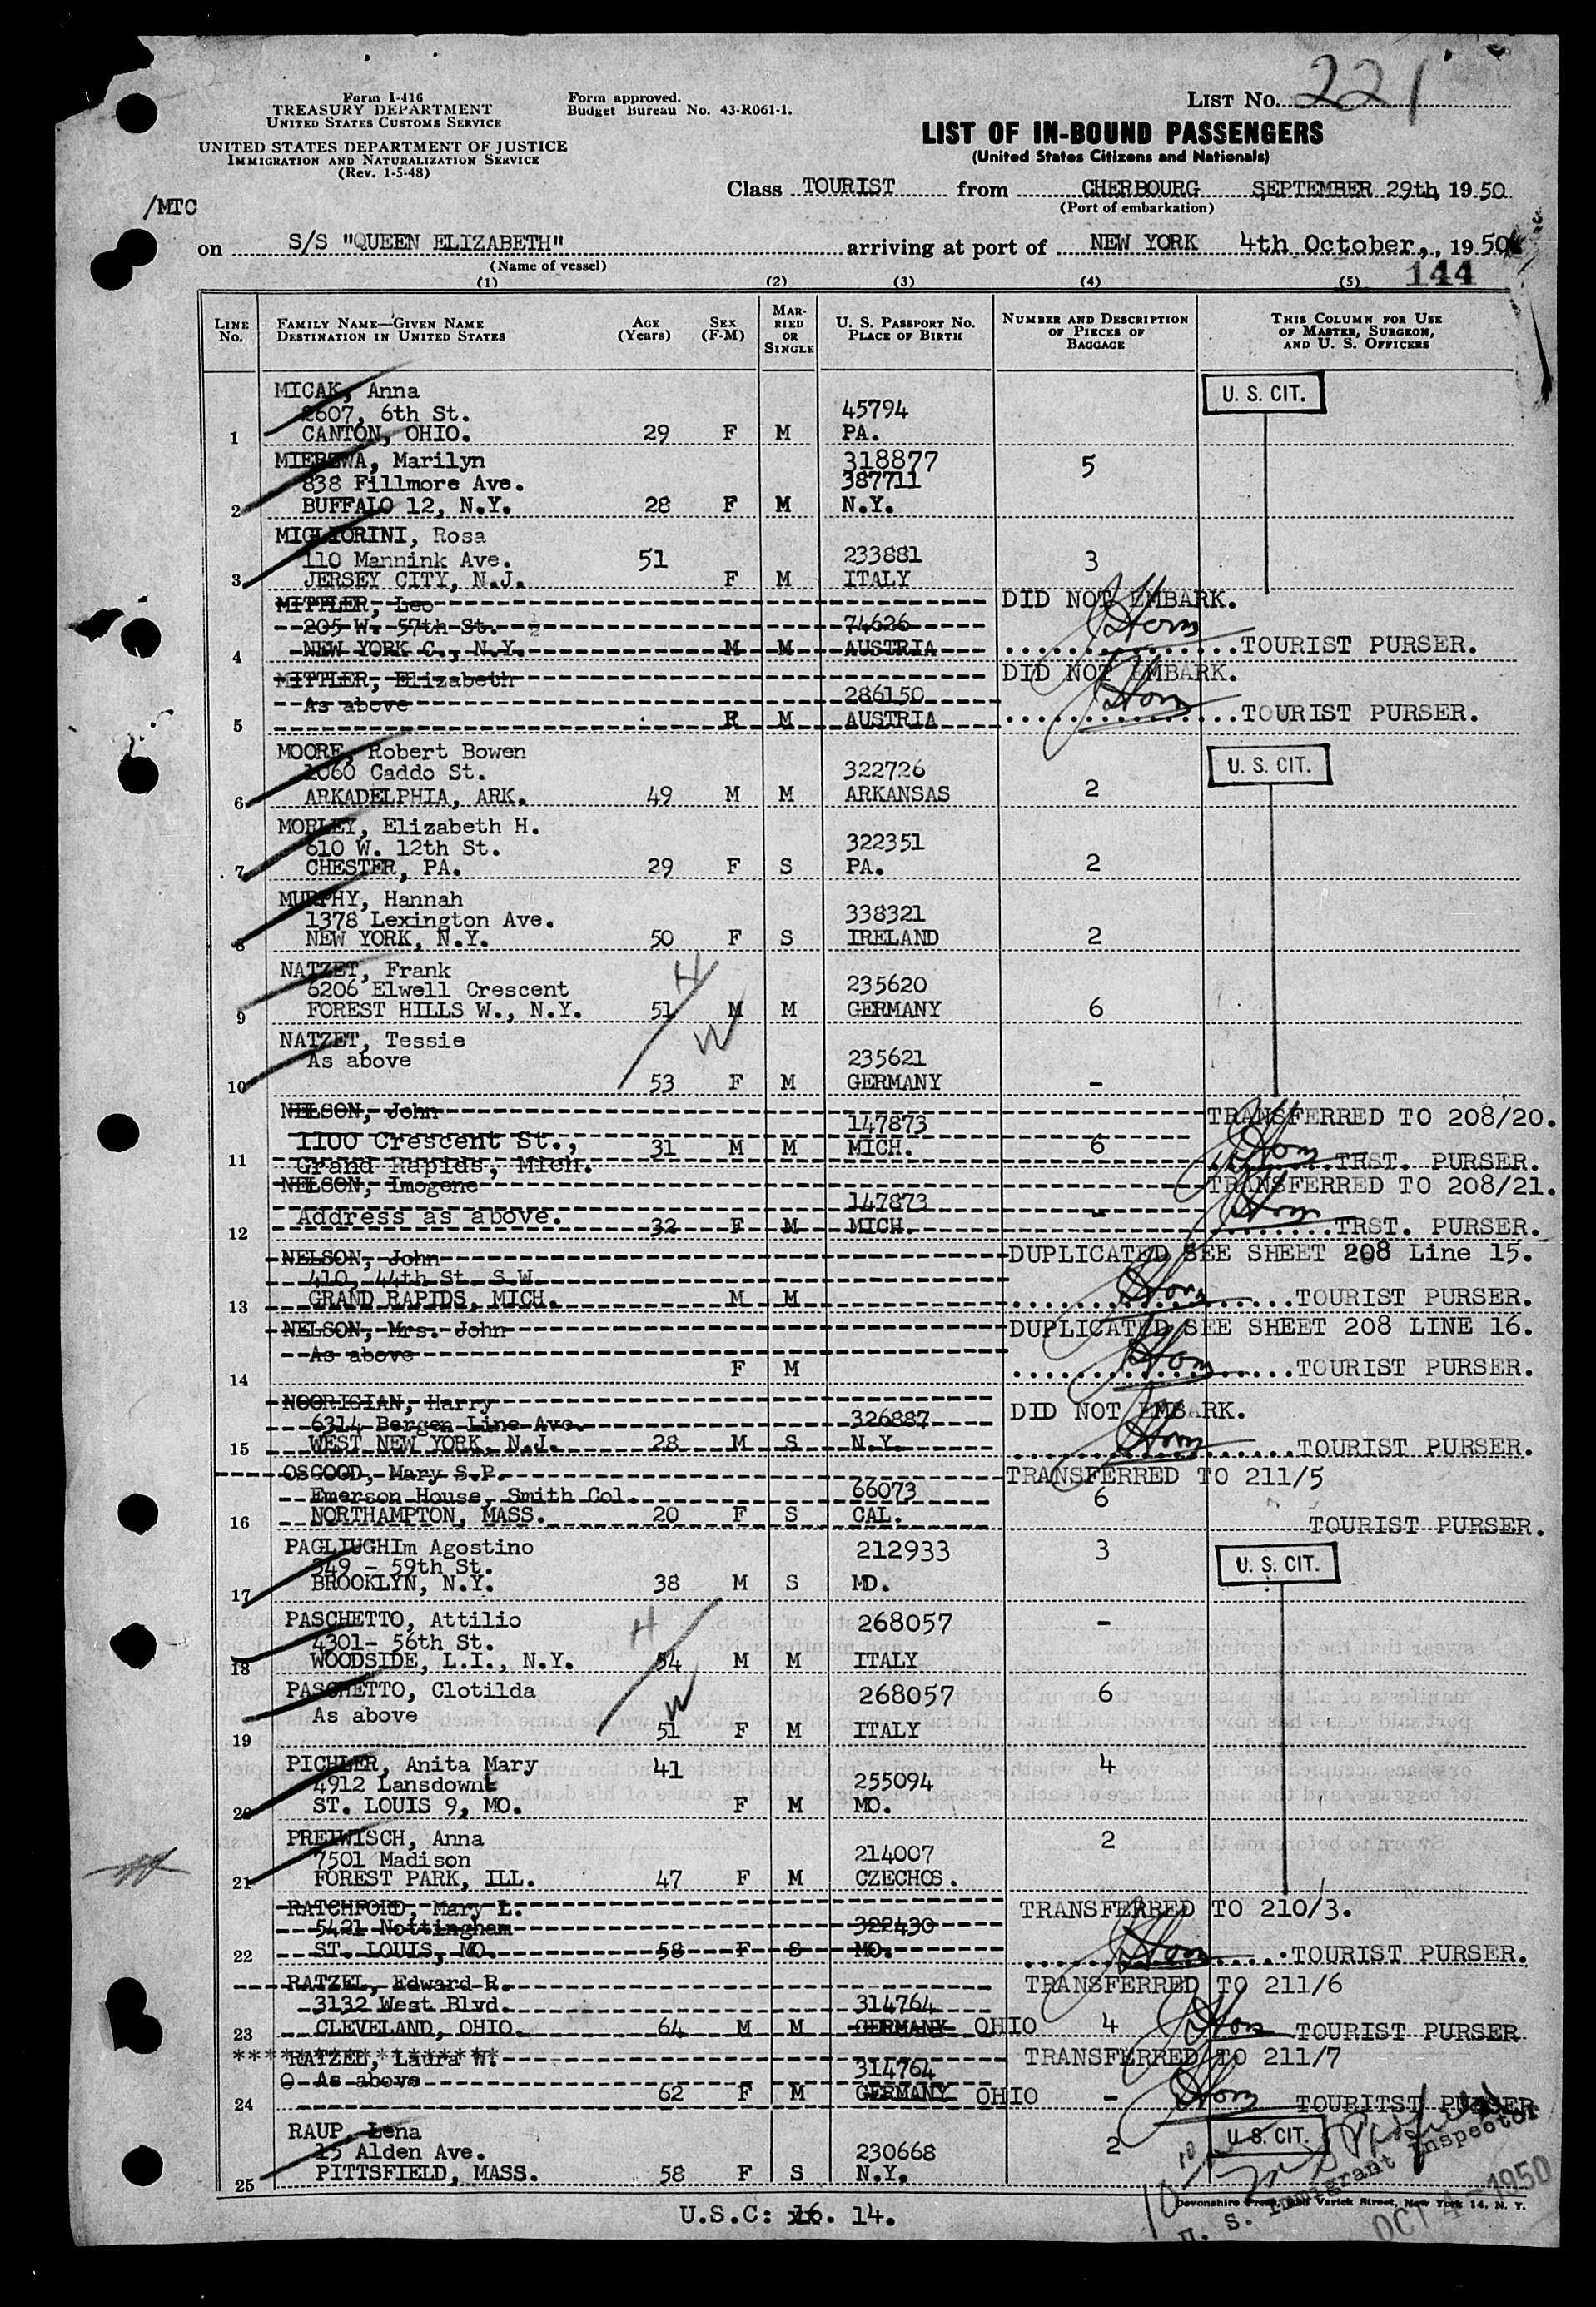 Form I-416
TREASURY DEPARTMENT
UNITED STATES CUSTOMS SERVICE
UNITED STATES DEPARTMENT OF JUSTICE
IMMIGRATION AND NATURALIZATION SERVICE
(Rev. 1-5-48)
Form approved.
Budget Bureau No. 43-R061-1.
LIST No. 221
LIST OF IN-BOUND PASSENGERS
(United States Citizens and Nationals)
/MTC
Class TOURIST from CHERBOURG SEPTEMBER 29th, 1950
(Port of embarkation)
on S/S "QUEEN ELIZABETH" arriving at port of NEW YORK 4th October,, 1950
(Name of vessel)
144
(1) (2) (3) (4) (5)
LINE No. FAMILY NAME—GIVEN NAME DESTINATION IN UNITED STATES AGE (Years) SEX (F-M) MARRIED OR SINGLE U. S. PASSPORT No. PLACE OF BIRTH NUMBER AND DESCRIPTION OF PIECES OF BAGGAGE THIS COLUMN FOR USE OF MASTER, SURGEON, AND U. S. OFFICERS
MICAK, Anna U. S. CIT.
2607, 6th St. 45794
1 CANTON, OHIO. 29 F M PA.
MIERZWA, Marilyn 318877 5
838 Fillmore Ave. 387711
2 BUFFALO 12, N.Y. 28 F M N.Y.
MIGLIORINI, Rosa
110 Mannink Ave. 51 233881 3
3 JERSEY CITY, N.J. F M ITALY
MITTLER, Leo DID NOT EMBARK.
205 W. 57th St. 74626
4 NEW YORK C., N.Y. M M AUSTRIA TOURIST PURSER.
MITTLER, Elizabeth DID NOT EMBARK.
As above 286150
5 F M AUSTRIA TOURIST PURSER.
MOORE, Robert Bowen U. S. CIT.
1060 Caddo St. 322726
6 ARKADELPHIA, ARK. 49 M M ARKANSAS 2
MORLEY, Elizabeth H.
610 W. 12th St. 322351
7 CHESTER, PA. 29 F S PA. 2
MURPHY, Hannah
1378 Lexington Ave. 338321
8 NEW YORK, N.Y. 50 F S IRELAND 2
NATZET, Frank H
6206 Elwell Crescent 235620
9 FOREST HILLS W., N.Y. 51 M M GERMANY 6
NATZET, Tessie W
As above 235621
10 53 F M GERMANY -
NELSON, John 147873 TRANSFERRED TO 208/20.
1100 Crescent St., 31 M M MICH. 6
11 Grand Rapids, Mich. TRST. PURSER.
NELSON, Imogene 147873 TRANSFERRED TO 208/21.
Address as above. -
12 32 F M MICH. TRST. PURSER.
NELSON, John DUPLICATED SEE SHEET 208 Line 15.
410, 44th St. S.W.
13 GRAND RAPIDS, MICH. M M TOURIST PURSER.
NELSON, Mrs. John DUPLICATED SEE SHEET 208 LINE 16.
As above
14 F M TOURIST PURSER.
NOORIGIAN, Harry DID NOT EMBARK.
6314 Bergen Line Ave. 326887
15 WEST NEW YORK, N.J. 28 M S N.Y. TOURIST PURSER.
OSGOOD, Mary S.P. TRANSFERRED TO 211/5
Emerson House, Smith Col. 66073 6
16 NORTHAMPTON, MASS. 20 F S CAL. TOURIST PURSER.
PAGLIUGHIm Agostino 212933 3 U. S. CIT.
349 - 59th St.
17 BROOKLYN, N.Y. 38 M S MD.
PASCHETTO, Attilio H 268057 -
4301- 56th St.
18 WOODSIDE, L.I., N.Y. 54 M M ITALY
PASCHETTO, Clotilda W 268057 6
As above
19 51 F M ITALY
PICHLER, Anita Mary 41 4
4912 Lansdownt 255094
20 ST. LOUIS 9, MO. F M MO.
PREIWISCH, Anna 2
7501 Madison 214007
21 FOREST PARK, ILL. 47 F M CZECHOS.
RATCHFORD, Mary L. TRANSFERRED TO 210/3.
5421 Nottingham 322430
22 ST. LOUIS, MO. 58 F S MO. TOURIST PURSER.
RATZEL, Edward R. TRANSFERRED TO 211/6
3132 West Blvd. 314764
23 CLEVELAND, OHIO. 64 M M GERMANY OHIO 4 TOURIST PURSER
RATZEL, Laura W. TRANSFERRED TO 211/7
As above 314764
24 62 F M GERMANY OHIO - TOURITST PURSER
RAUP, Lena 2 U. S. CIT.
15 Alden Ave. 230668
25 PITTSFIELD, MASS. 58 F S N.Y.
U. S. Immigrant Inspector
OCT 4 - 1950
Devonshire Press, Varick Street, New York 14, N. Y.
U.S.C: 16. 14.